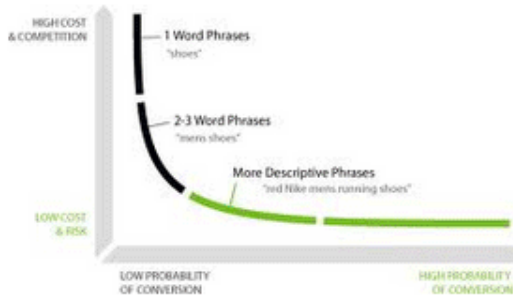 HIGH COST
& COMPETITION
1 Word Phrases
"shoes"
2-3 Word Phrases
"mens shoes"
More Descriptive Phrases
"red Nike mens running shoes"
LOW COST
& RISK
LOW PROBABILITY
OF CONVERSION
HIGH PROBABILITY
OF CONVERSION